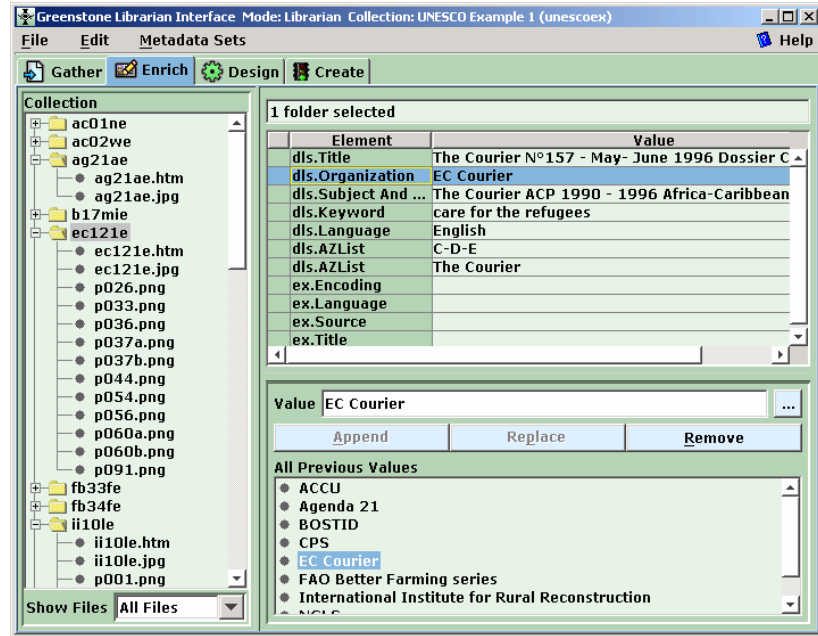 Greenstone Librarian Interface Mode: Librarian Collection: UNESCO Example 1 (unescoex)
File Edit Metadata Sets Help
Gather Enrich Design Create
Collection
ac01ne
ac02we
ag21ae
ag21ae.htm
ag21ae.jpg
b17mie
ec121e
ec121e.htm
ec121e.jpg
p026.png
p033.png
p036.png
p037a.png
p037b.png
p044.png
p054.png
p056.png
p060a.png
p060b.png
p091.png
fb33fe
fb34fe
ii10le
ii10le.htm
ii10le.jpg
p001.png
Show Files All Files
1 folder selected
Element Value
dls.Title The Courier N°157 - May- June 1996 Dossier C
dls.Organization EC Courier
dls.Subject And ... The Courier ACP 1990 - 1996 Africa-Caribbean
dls.Keyword care for the refugees
dls.Language English
dls.AZList C-D-E
dls.AZList The Courier
ex.Encoding
ex.Language
ex.Source
ex.Title
Value EC Courier ...
Append Replace Remove
All Previous Values
ACCU
Agenda 21
BOSTID
CPS
EC Courier
FAO Better Farming series
International Institute for Rural Reconstruction